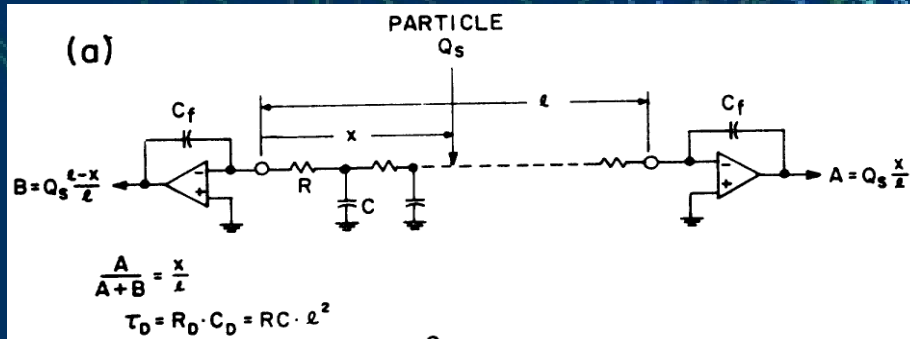 (a)
PARTICLE
Qs
ℓ
x
Cf
Cf
R
C
B = Qs (ℓ-x)/ℓ
A = Qs x/ℓ
- +
- +
A/(A+B) = x/ℓ
τD = RD · CD = RC · ℓ²